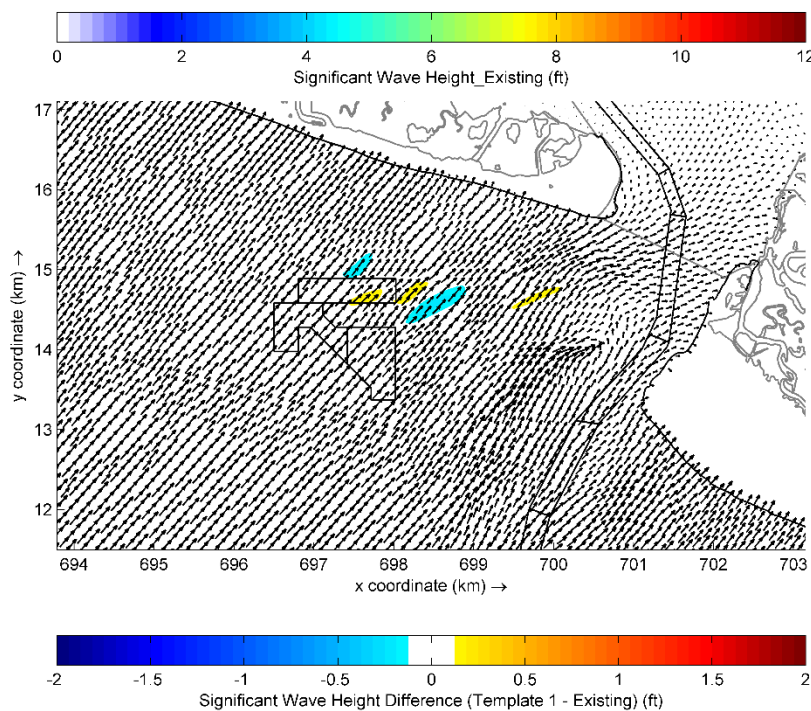 0 2 4 6 8 10 12
Significant Wave Height_Existing (ft)
17
16
15
14
13
12
y coordinate (km) →
694 695 696 697 698 699 700 701 702 703
x coordinate (km) →
-2 -1.5 -1 -0.5 0 0.5 1 1.5 2
Significant Wave Height Difference (Template 1 - Existing) (ft)